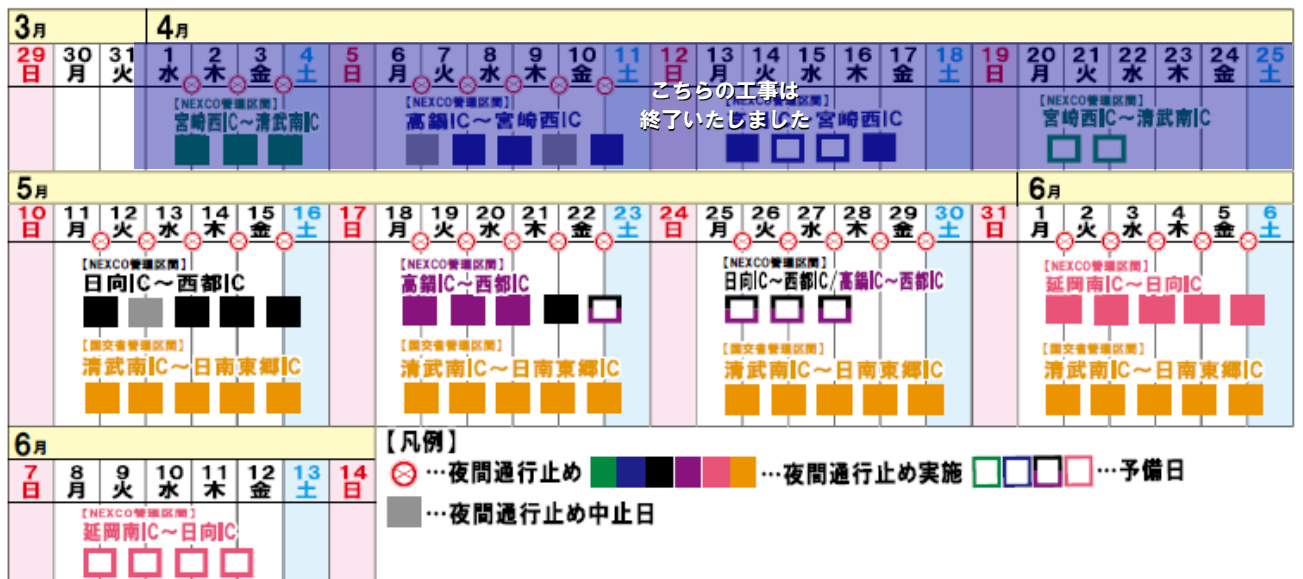 3月 4月
29 30 31 1 2 3 4 5 6 7 8 9 10 11 12 13 14 15 16 17 18 19 20 21 22 23 24 25
日 月 火 水 木 金 土 日 月 火 水 木 金 土 日 月 火 水 木 金 土 日 月 火 水 木 金 土
こちらの工事は
終了いたしました
【NEXCO管理区間】
宮崎西IC～清武南IC
【NEXCO管理区間】
高鍋IC～宮崎西IC
宮崎西IC
【NEXCO管理区間】
宮崎西IC～清武南IC
5月 6月
10 11 12 13 14 15 16 17 18 19 20 21 22 23 24 25 26 27 28 29 30 31 1 2 3 4 5 6
日 月 火 水 木 金 土 日 月 火 水 木 金 土 日 月 火 水 木 金 土 日 月 火 水 木 金 土
【NEXCO管理区間】
日向IC～西都IC
【国交省管理区間】
清武南IC～日南東郷IC
【NEXCO管理区間】
高鍋IC～西都IC
【国交省管理区間】
清武南IC～日南東郷IC
【NEXCO管理区間】
日向IC～西都IC/高鍋IC～西都IC
【国交省管理区間】
清武南IC～日南東郷IC
【NEXCO管理区間】
延岡南IC～日向IC
【国交省管理区間】
清武南IC～日南東郷IC
6月
7 8 9 10 11 12 13 14
日 月 火 水 木 金 土 日
【NEXCO管理区間】
延岡南IC～日向IC
【凡例】
…夜間通行止め …夜間通行止め実施 …予備日
…夜間通行止め中止日